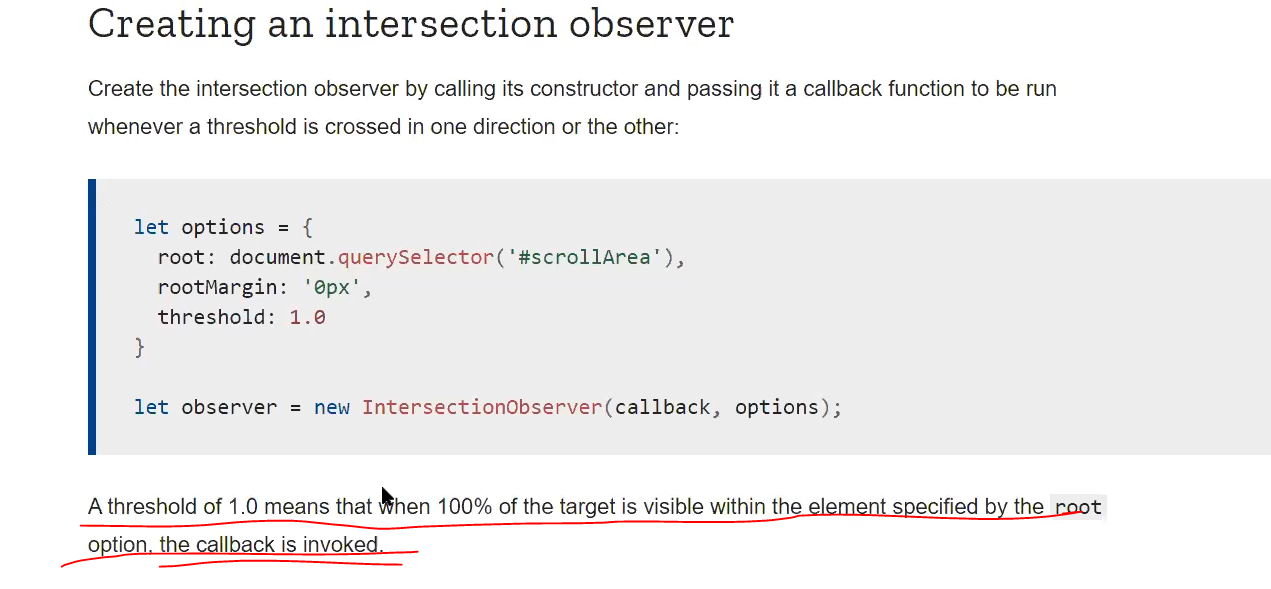 Creating an intersection observer
Create the intersection observer by calling its constructor and passing it a callback function to be run
whenever a threshold is crossed in one direction or the other:
let options = {
  root: document.querySelector('#scrollArea'),
  rootMargin: '0px',
  threshold: 1.0
}
let observer = new IntersectionObserver(callback, options);
A threshold of 1.0 means that when 100% of the target is visible within the element specified by the root
option, the callback is invoked.